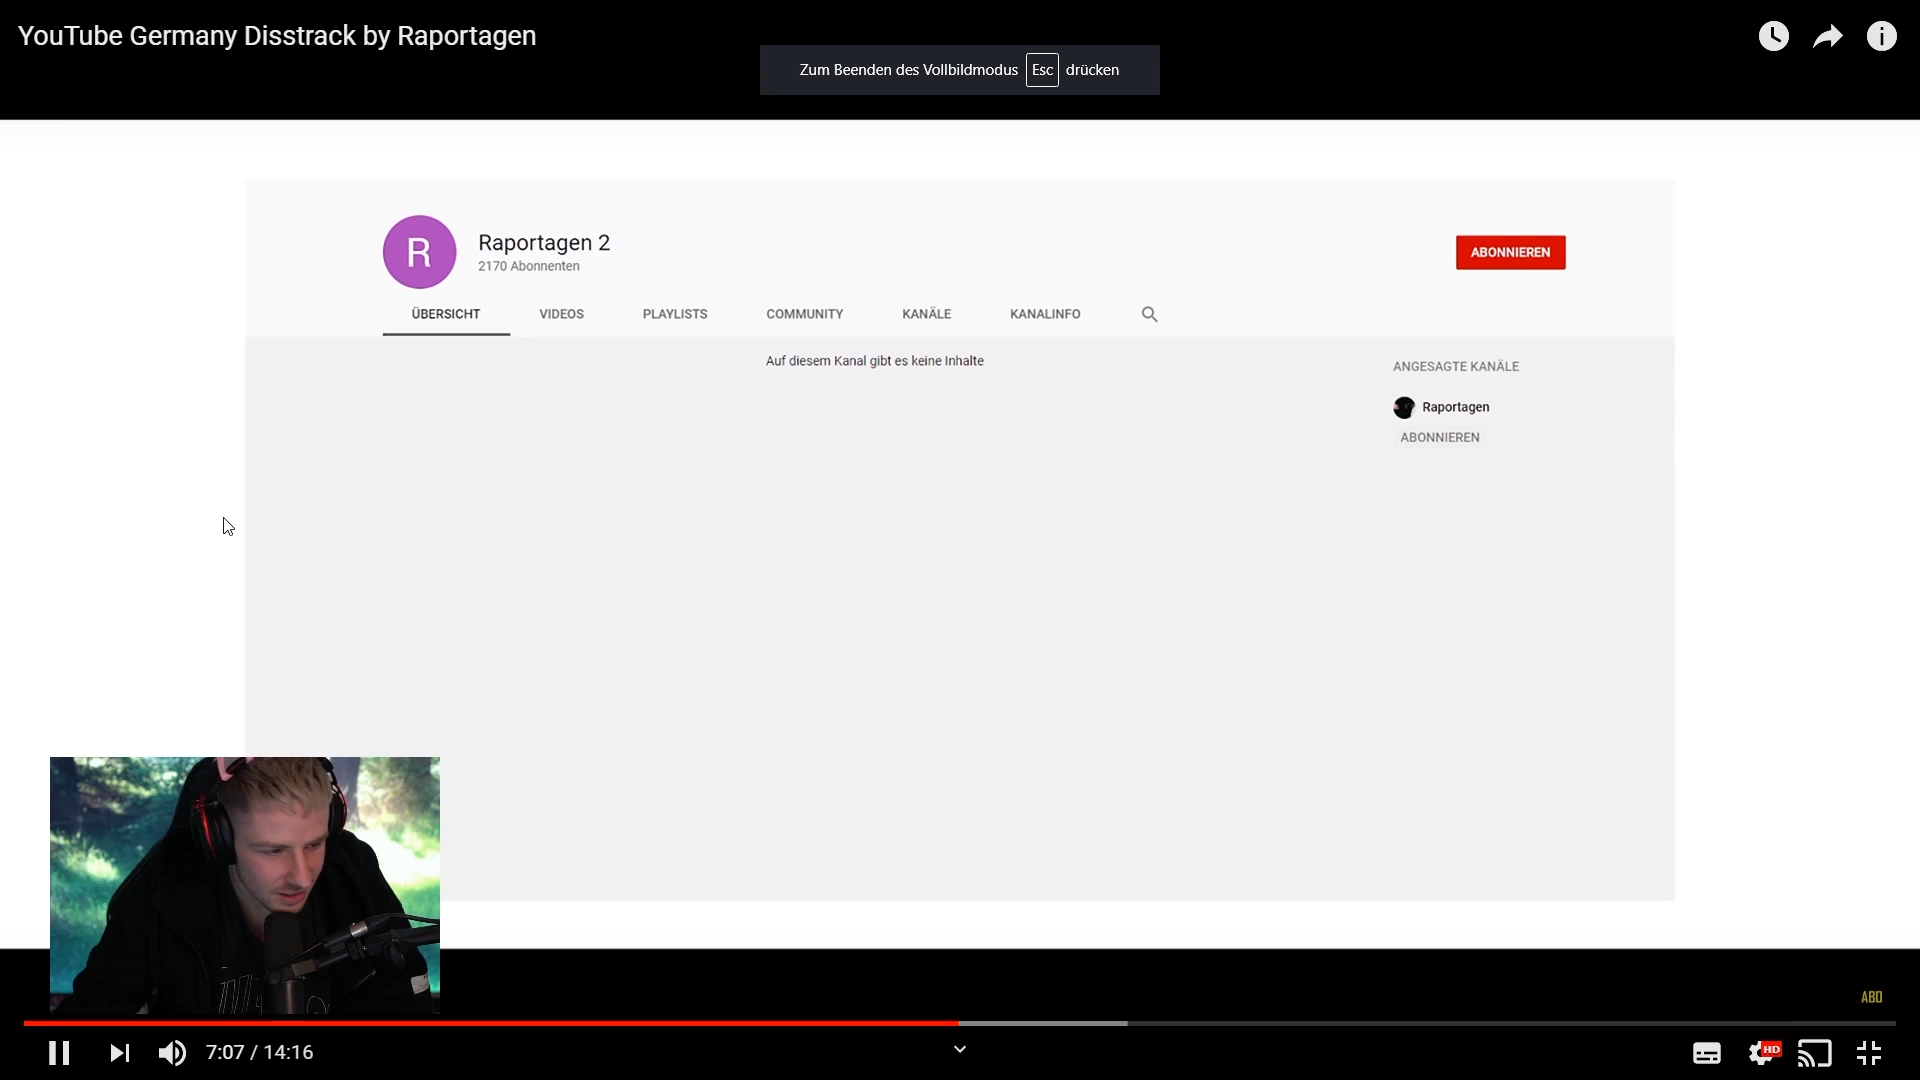 YouTube Germany Disstrack by Raportagen
Zum Beenden des Vollbildmodus Esc drücken
R
Raportagen 2
2170 Abonnenten
ABONNIEREN
ÜBERSICHT VIDEOS PLAYLISTS COMMUNITY KANÄLE KANALINFO
Auf diesem Kanal gibt es keine Inhalte
ANGESAGTE KANÄLE
Raportagen
ABONNIEREN
ABO
7:07 / 14:16
HD